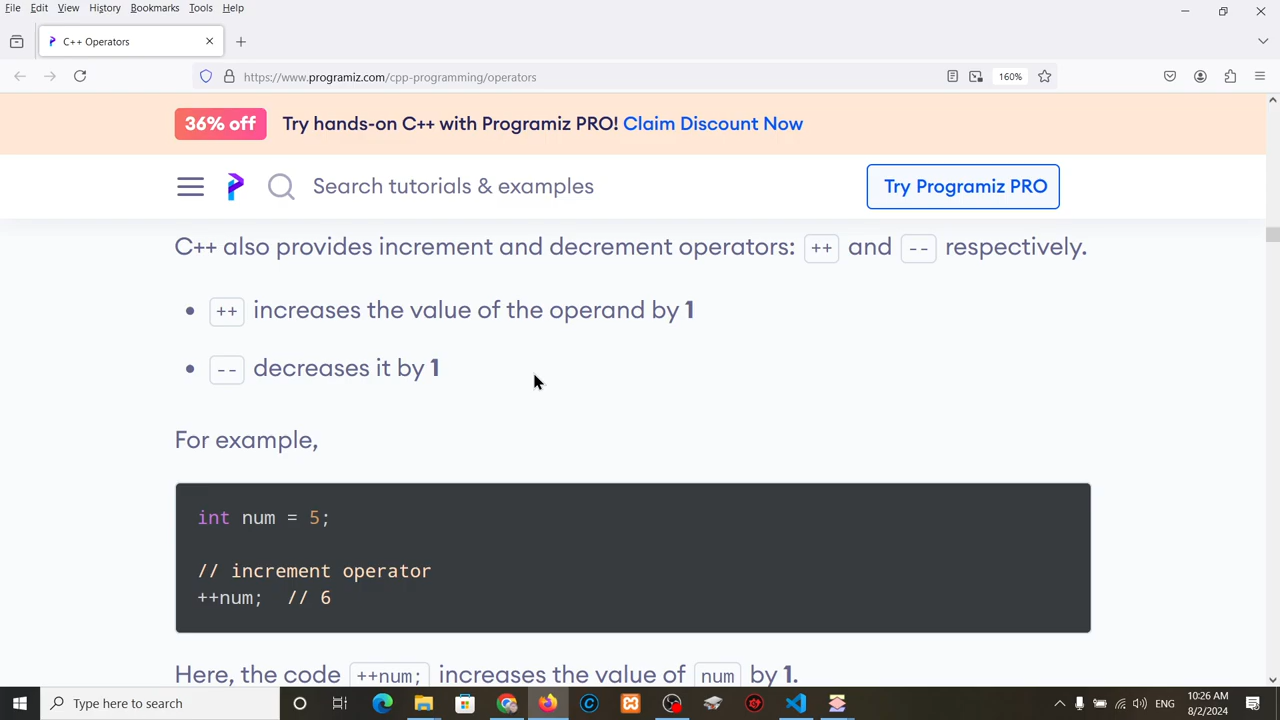 File Edit View History Bookmarks Tools Help
C++ Operators
https://www.programiz.com/cpp-programming/operators
160%
36% off Try hands-on C++ with Programiz PRO! Claim Discount Now
Search tutorials & examples
Try Programiz PRO
C++ also provides increment and decrement operators: ++ and -- respectively.
• ++ increases the value of the operand by 1
• -- decreases it by 1
For example,
int num = 5;
// increment operator
++num;  // 6
Here, the code ++num; increases the value of num by 1.
Type here to search
ENG
10:26 AM
8/2/2024